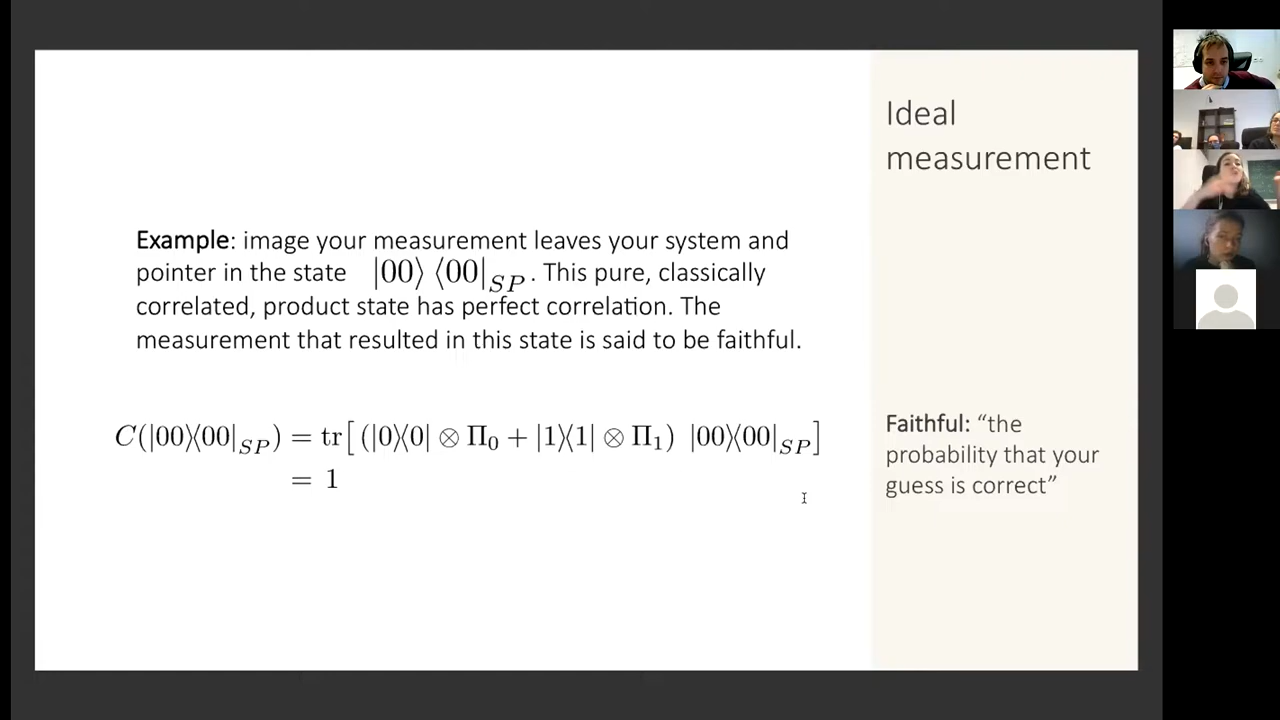 Ideal
measurement
Example: image your measurement leaves your system and
pointer in the state |00⟩ ⟨00|_{SP}. This pure, classically
correlated, product state has perfect correlation. The
measurement that resulted in this state is said to be faithful.
C(|00⟩⟨00|_{SP}) = tr[ (|0⟩⟨0| ⊗ Π_0 + |1⟩⟨1| ⊗ Π_1) |00⟩⟨00|_{SP}]
= 1
Faithful: “the
probability that your
guess is correct”